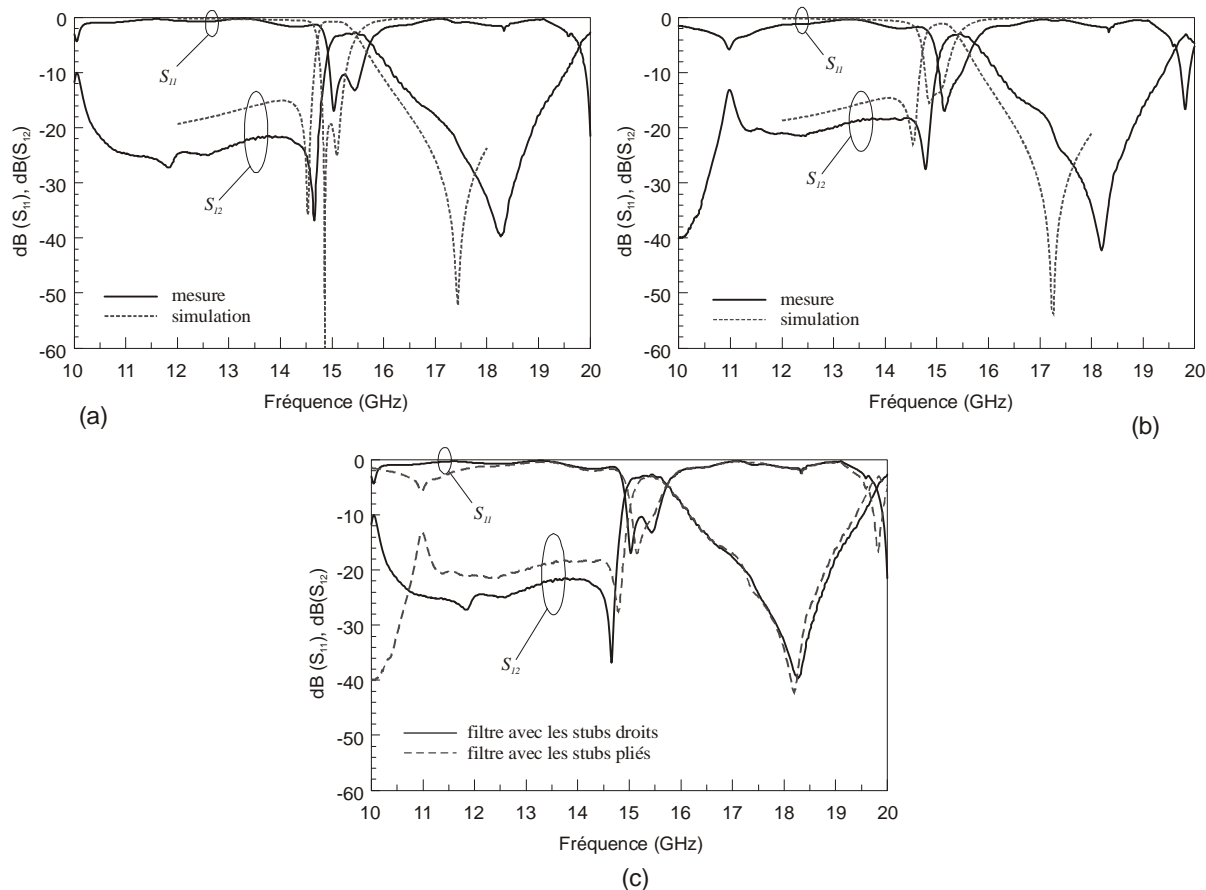 0
-10
-20
-30
-40
-50
-60
dB (S₁₁), dB(S₁₂)
S₁₁
S₁₂
mesure
simulation
10 11 12 13 14 15 16 17 18 19 20
Fréquence (GHz)
(a)
0
-10
-20
-30
-40
-50
-60
dB (S₁₁), dB(S₁₂)
S₁₁
S₁₂
mesure
simulation
10 11 12 13 14 15 16 17 18 19 20
Fréquence (GHz)
(b)
0
-10
-20
-30
-40
-50
-60
dB (S₁₁), dB(S₁₂)
S₁₁
S₁₂
filtre avec les stubs droits
filtre avec les stubs pliés
10 11 12 13 14 15 16 17 18 19 20
Fréquence (GHz)
(c)